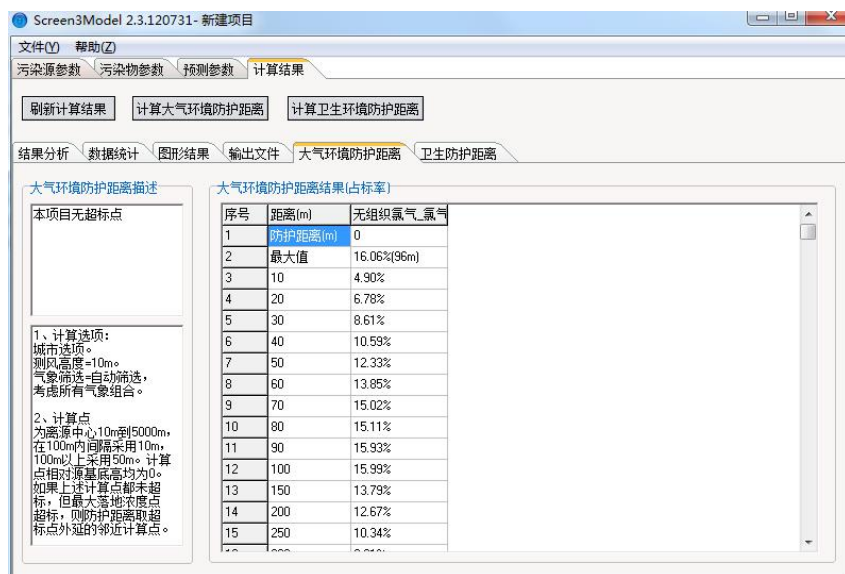 Screen3Model 2.3.120731- 新建项目
文件(Y) 帮助(Z)
污染源参数 污染物参数 预测参数 计算结果
刷新计算结果 计算大气环境防护距离 计算卫生环境防护距离
结果分析 数据统计 图形结果 输出文件 大气环境防护距离 卫生防护距离
大气环境防护距离描述
本项目无超标点
1、计算选项:
城市选项。
测风高度=10m。
气象筛选=自动筛选,
考虑所有气象组合。
2、计算点
为离源中心10m到5000m,
在100m内间隔采用10m,
100m以上采用50m。计算
点相对源基底高均为0。
如果上述计算点都未超
标,但最大落地浓度点
超标,则防护距离取超
标点外延的邻近计算点。
大气环境防护距离结果(占标率)
序号 距离(m) 无组织氯气_氯气
1 防护距离(m) 0
2 最大值 16.06%(96m)
3 10 4.90%
4 20 6.78%
5 30 8.61%
6 40 10.59%
7 50 12.33%
8 60 13.85%
9 70 15.02%
10 80 15.11%
11 90 15.93%
12 100 15.99%
13 150 13.79%
14 200 12.67%
15 250 10.34%